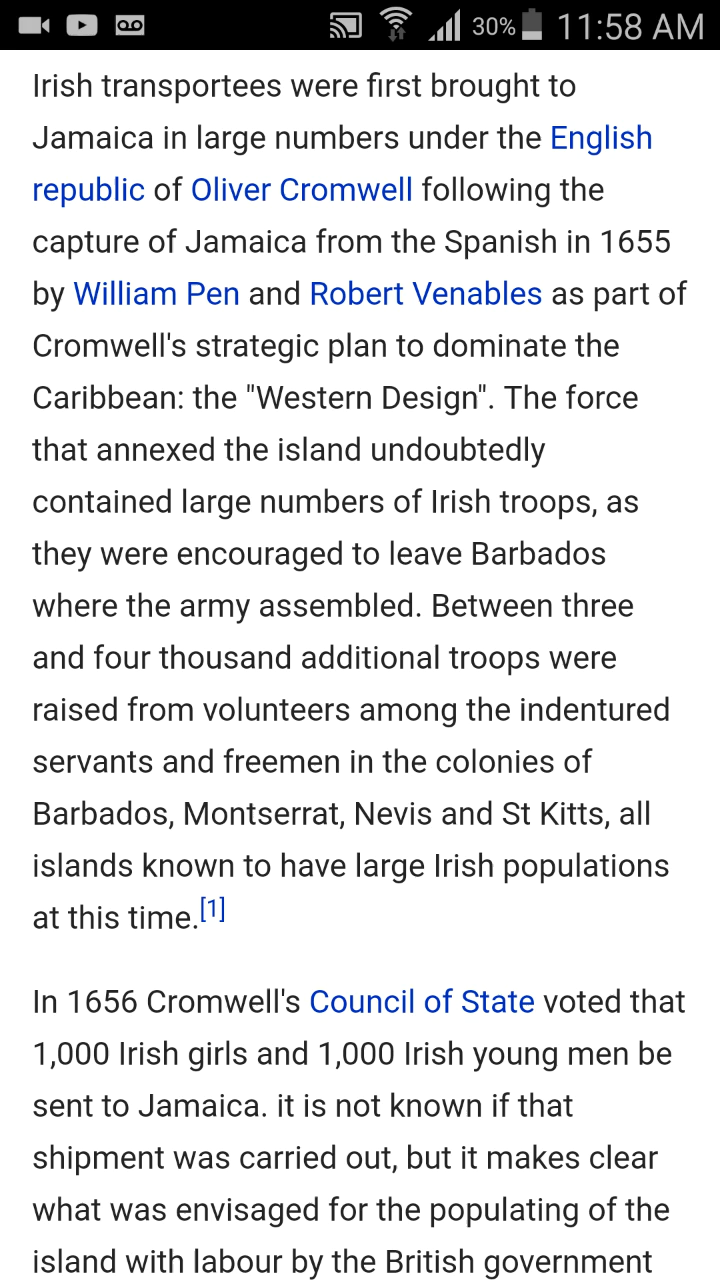 30% 11:58 AM
Irish transportees were first brought to
Jamaica in large numbers under the English
republic of Oliver Cromwell following the
capture of Jamaica from the Spanish in 1655
by William Pen and Robert Venables as part of
Cromwell's strategic plan to dominate the
Caribbean: the "Western Design". The force
that annexed the island undoubtedly
contained large numbers of Irish troops, as
they were encouraged to leave Barbados
where the army assembled. Between three
and four thousand additional troops were
raised from volunteers among the indentured
servants and freemen in the colonies of
Barbados, Montserrat, Nevis and St Kitts, all
islands known to have large Irish populations
at this time.[1]
In 1656 Cromwell's Council of State voted that
1,000 Irish girls and 1,000 Irish young men be
sent to Jamaica. it is not known if that
shipment was carried out, but it makes clear
what was envisaged for the populating of the
island with labour by the British government